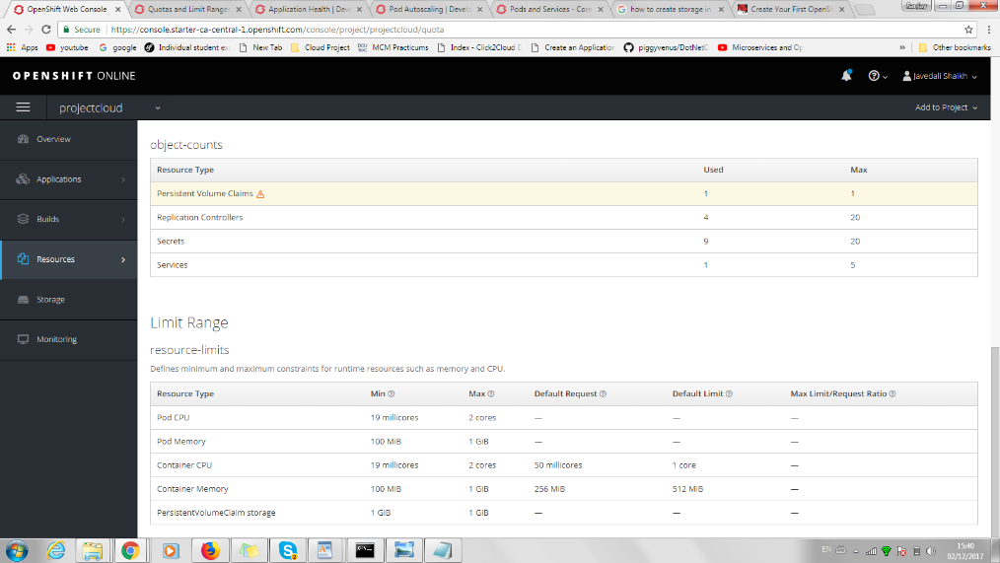 OpenShift Web Console
Quotas and Limit Ranges
Application Health | Dev
Pod Autoscaling | Develo
Pods and Services - Core
how to create storage in
Create Your First OpenSh
Sanjay
Secure
https://console.starter-ca-central-1.openshift.com/console/project/projectcloud/quota
Apps
youtube
google
Individual student ex
New Tab
Cloud Project
MCM Practicums
Index - Click2Cloud D
Create an Application
piggyvenus/DotNetC
Microservices and Op
»
Other bookmarks
OPENSHIFT ONLINE
Javedali Shaikh
projectcloud
Add to Project
Overview
Applications
Builds
Resources
Storage
Monitoring
object-counts
Resource Type Used Max
Persistent Volume Claims 1 1
Replication Controllers 4 20
Secrets 9 20
Services 1 5
Limit Range
resource-limits
Defines minimum and maximum constraints for runtime resources such as memory and CPU.
Resource Type Min Max Default Request Default Limit Max Limit/Request Ratio
Pod CPU 19 millicores 2 cores — — —
Pod Memory 100 MiB 1 GiB — — —
Container CPU 19 millicores 2 cores 50 millicores 1 core —
Container Memory 100 MiB 1 GiB 256 MiB 512 MiB —
PersistentVolumeClaim storage 1 GiB 1 GiB — — —
EN
15:40
02/12/2017